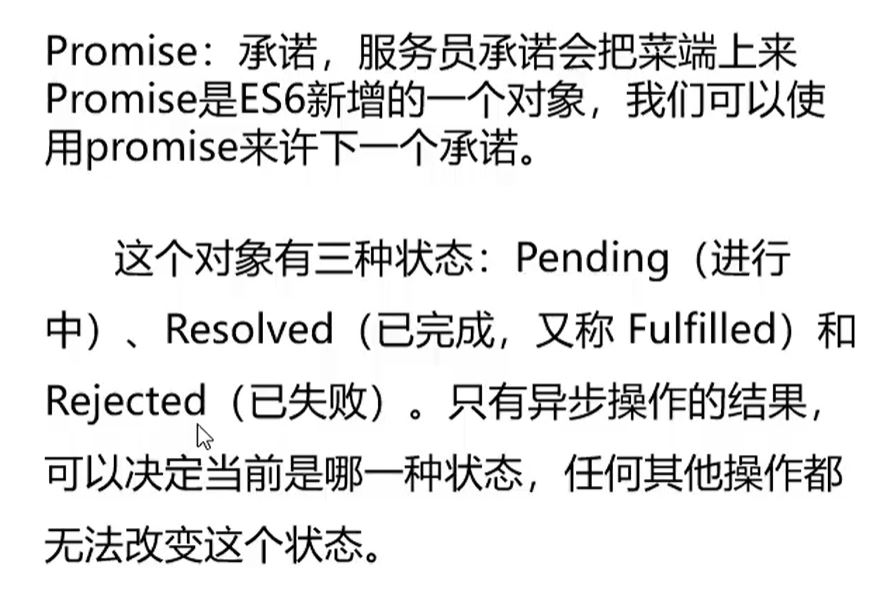 Promise：承诺，服务员承诺会把菜端上来
Promise是ES6新增的一个对象，我们可以使
用promise来许下一个承诺。
这个对象有三种状态：Pending（进行
中）、Resolved（已完成，又称 Fulfilled）和
Rejected（已失败）。只有异步操作的结果，
可以决定当前是哪一种状态，任何其他操作都
无法改变这个状态。